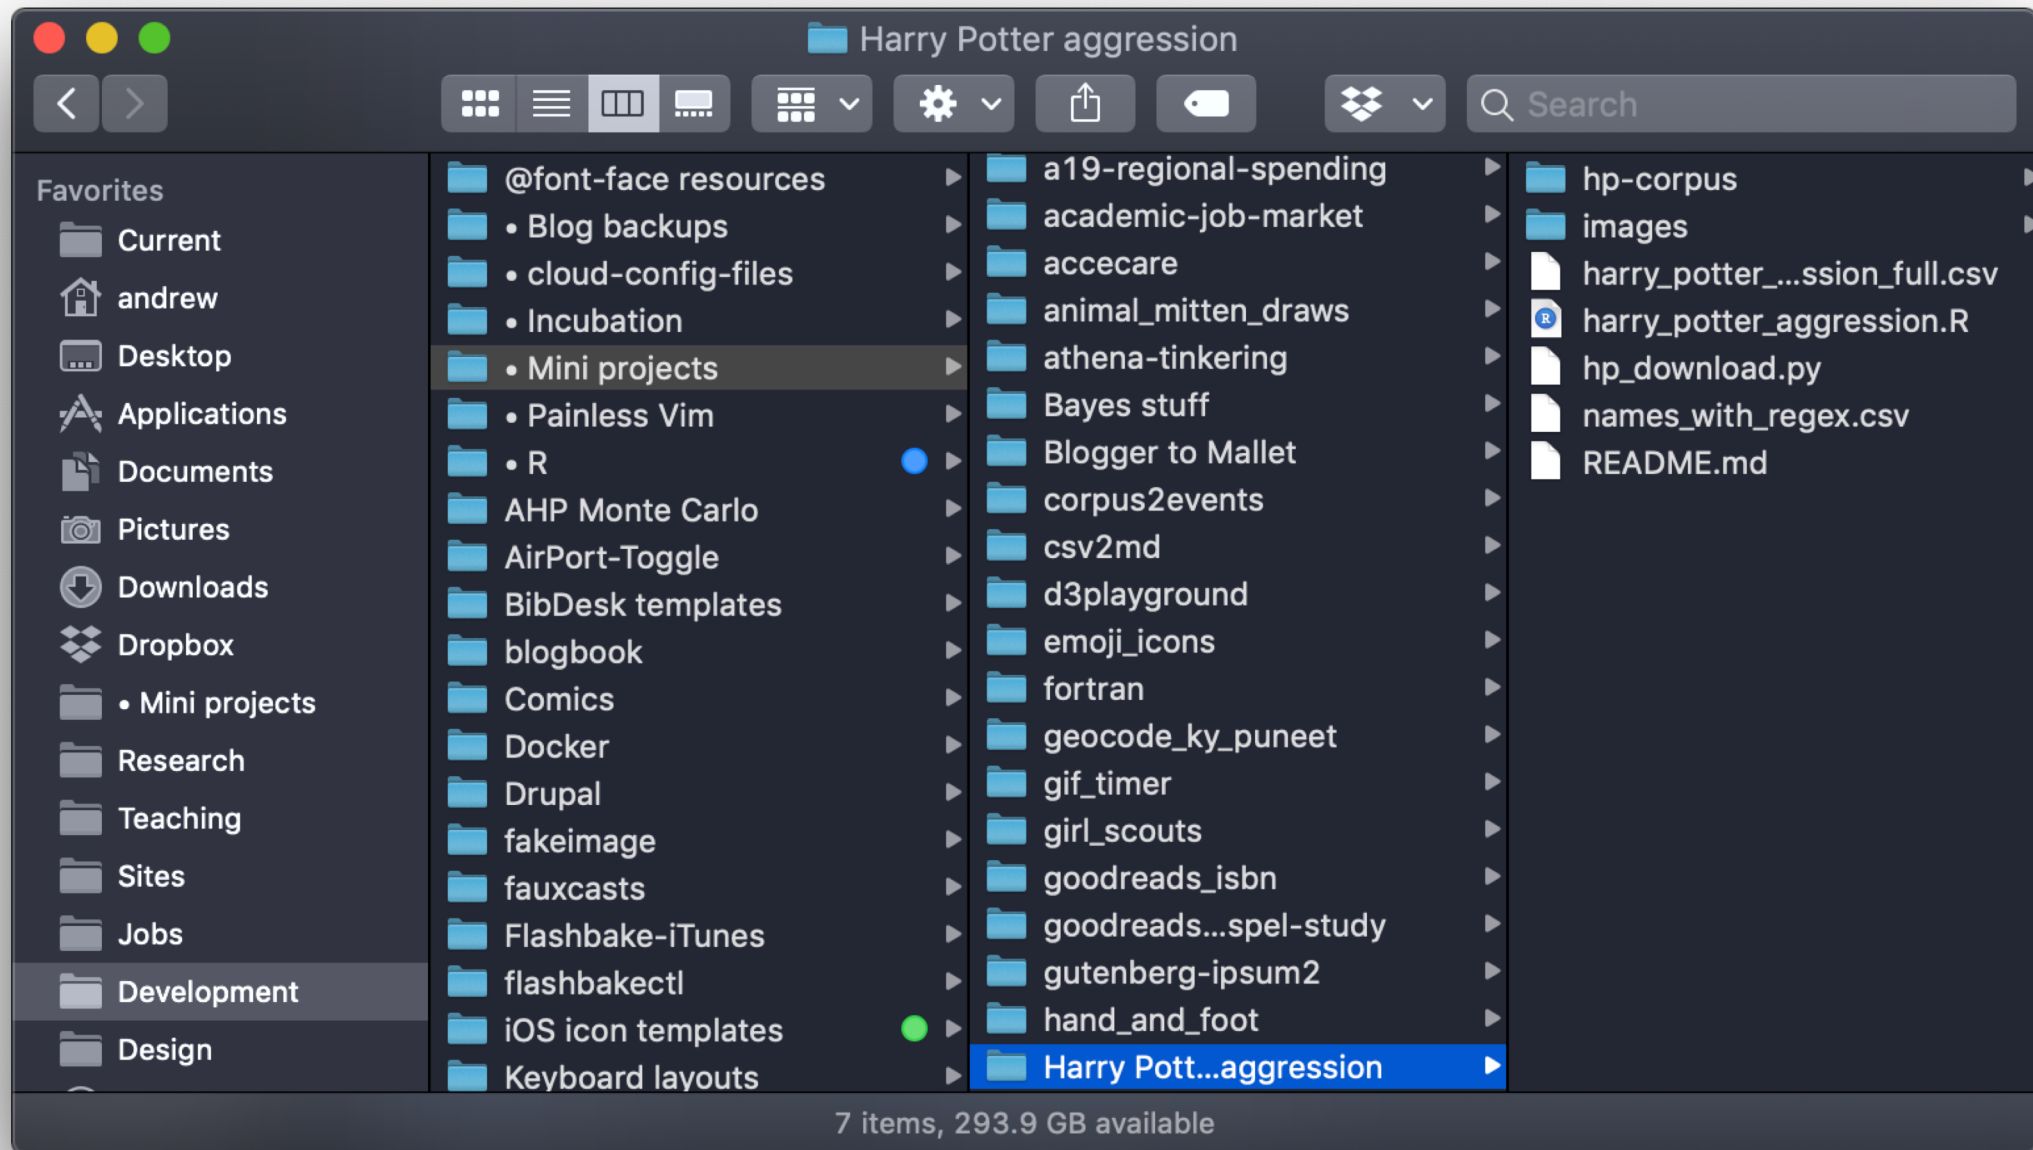 Harry Potter aggression
Search
Favorites
Current
andrew
Desktop
Applications
Documents
Pictures
Downloads
Dropbox
• Mini projects
Research
Teaching
Sites
Jobs
Development
Design
@font-face resources
• Blog backups
• cloud-config-files
• Incubation
• Mini projects
• Painless Vim
• R
AHP Monte Carlo
AirPort-Toggle
BibDesk templates
blogbook
Comics
Docker
Drupal
fakeimage
fauxcasts
Flashbake-iTunes
flashbakectl
iOS icon templates
Keyboard layouts
a19-regional-spending
academic-job-market
accecare
animal_mitten_draws
athena-tinkering
Bayes stuff
Blogger to Mallet
corpus2events
csv2md
d3playground
emoji_icons
fortran
geocode_ky_puneet
gif_timer
girl_scouts
goodreads_isbn
goodreads...spel-study
gutenberg-ipsum2
hand_and_foot
Harry Pott...aggression
hp-corpus
images
harry_potter_...ssion_full.csv
R
harry_potter_aggression.R
hp_download.py
names_with_regex.csv
README.md
7 items, 293.9 GB available